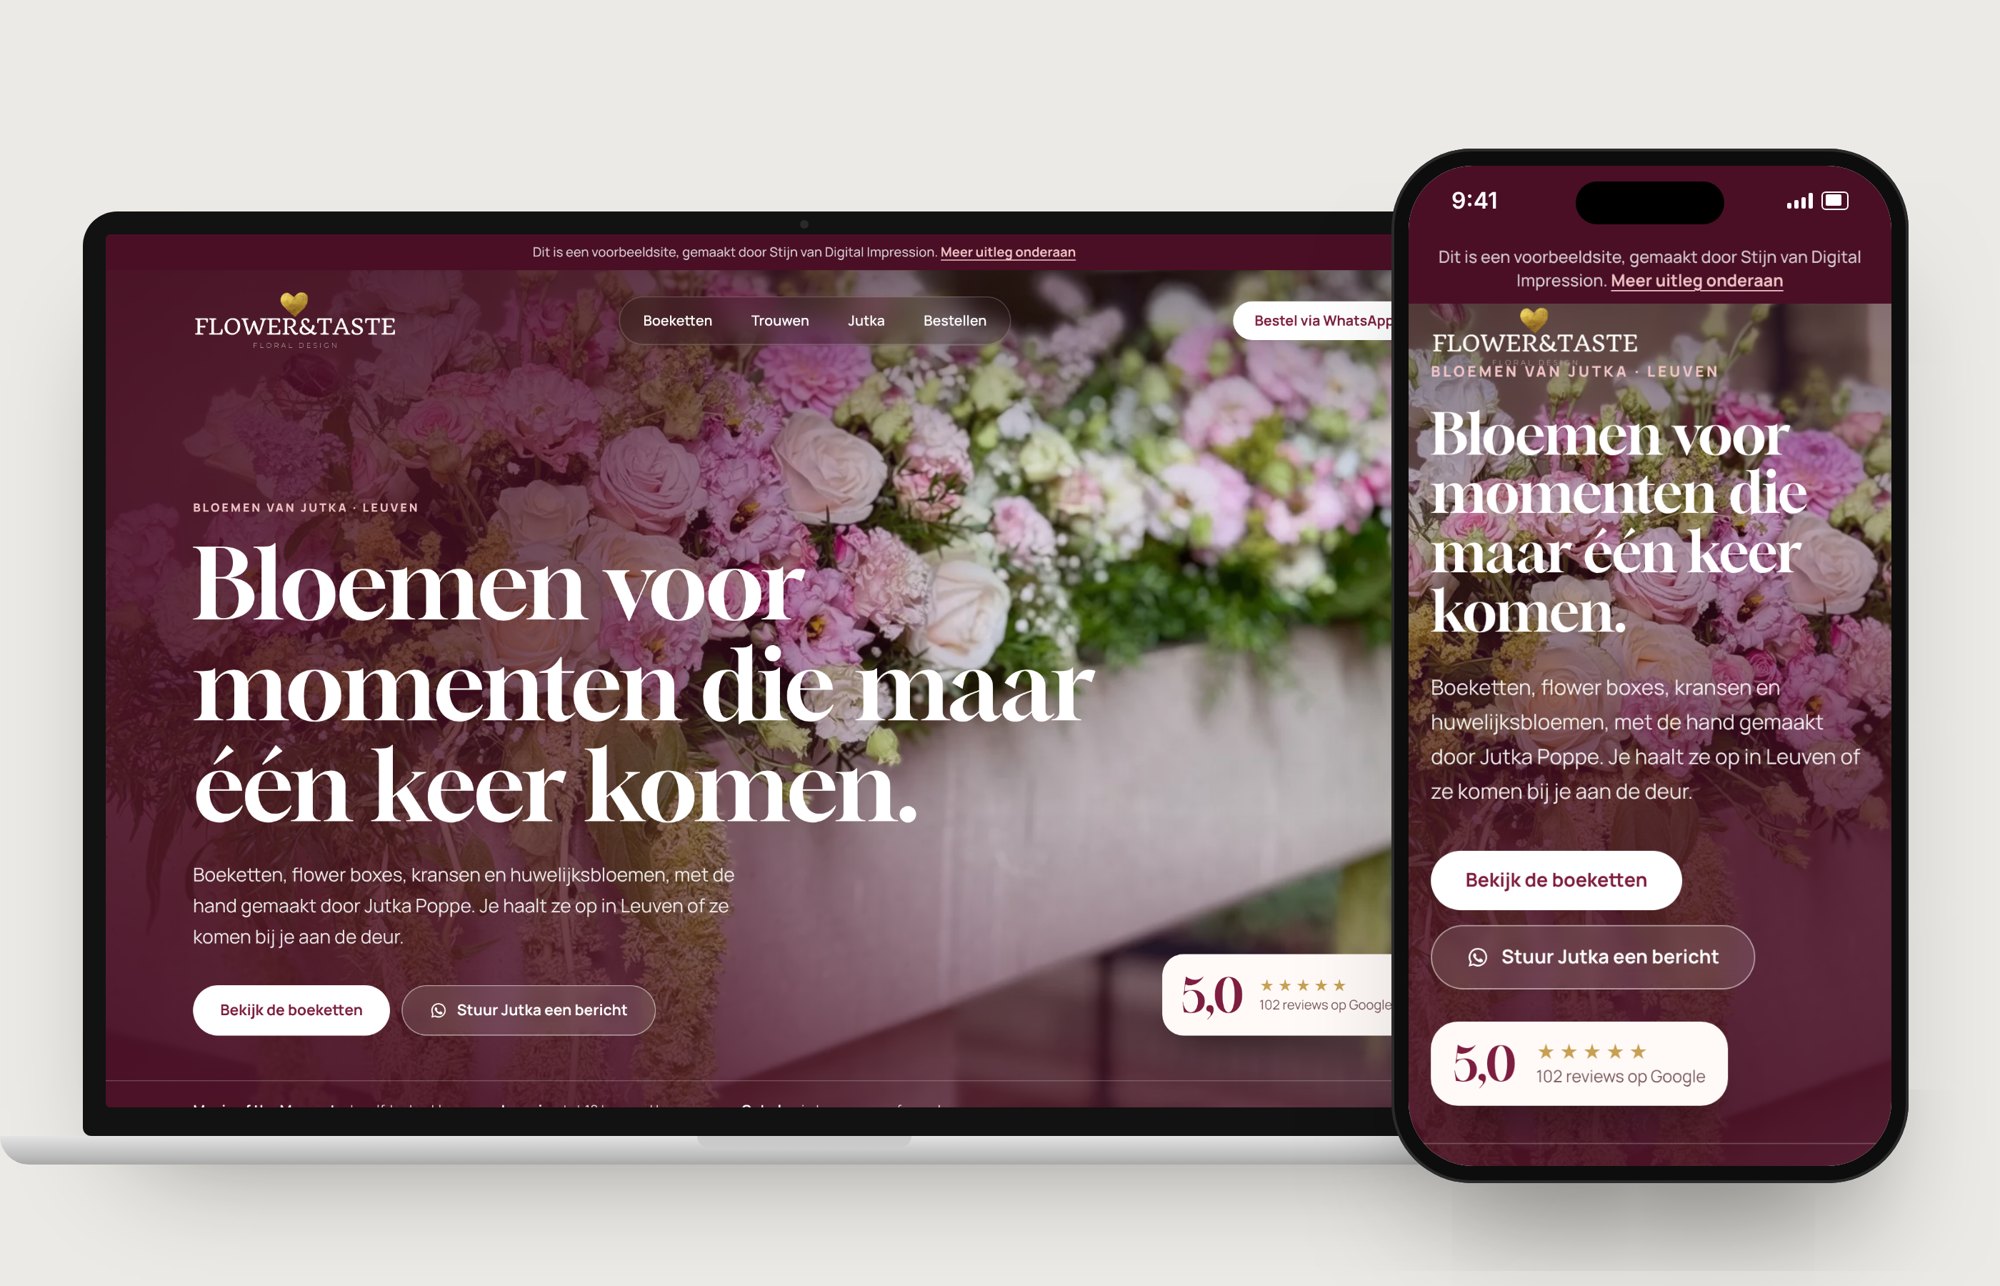 Dit is een voorbeeldsite, gemaakt door Stijn van Digital Impression. Meer uitleg onderaan
FLOWER&TASTE
FLORAL DESIGN
Boeketten Trouwen Jutka Bestellen
Bestel via WhatsApp
BLOEMEN VAN JUTKA · LEUVEN
Bloemen voor
momenten die maar
één keer komen.
Boeketten, flower boxes, kransen en huwelijksbloemen, met de
hand gemaakt door Jutka Poppe. Je haalt ze op in Leuven of ze
komen bij je aan de deur.
Bekijk de boeketten
Stuur Jutka een bericht
5,0
★★★★★
102 reviews op Google
9:41
Dit is een voorbeeldsite, gemaakt door Stijn van Digital
Impression. Meer uitleg onderaan
FLOWER&TASTE
FLORAL DESIGN
BLOEMEN VAN JUTKA · LEUVEN
Bloemen voor
momenten die
maar één keer
komen.
Boeketten, flower boxes, kransen en
huwelijksbloemen, met de hand gemaakt
door Jutka Poppe. Je haalt ze op in Leuven of
ze komen bij je aan de deur.
Bekijk de boeketten
Stuur Jutka een bericht
5,0
★★★★★
102 reviews op Google